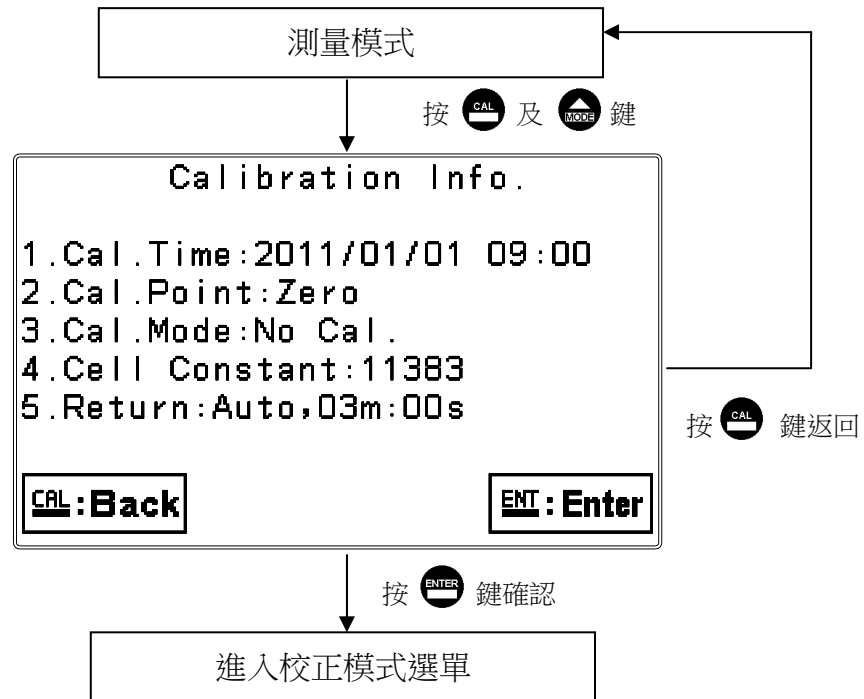 測量模式
按 CAL 及 MODE 鍵
Calibration Info.
1.Cal.Time:2011/01/01 09:00
2.Cal.Point:Zero
3.Cal.Mode:No Cal.
4.Cell Constant:11383
5.Return:Auto,03m:00s
按 CAL 鍵返回
CAL:Back
ENT:Enter
按 ENTER 鍵確認
進入校正模式選單